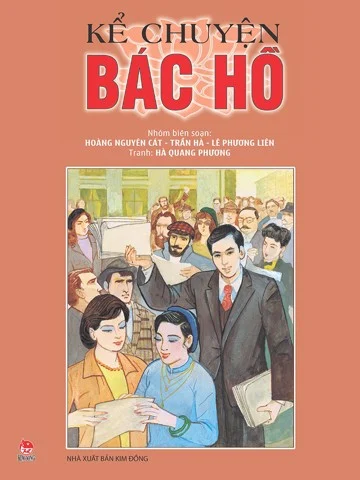 KỂ CHUYỆN
BÁC HỒ
Nhóm biên soạn:
HOÀNG NGUYÊN CÁT - TRẦN HÀ - LÊ PHƯƠNG LIÊN
Tranh: HÀ QUANG PHƯƠNG
NHÀ XUẤT BẢN KIM ĐỒNG